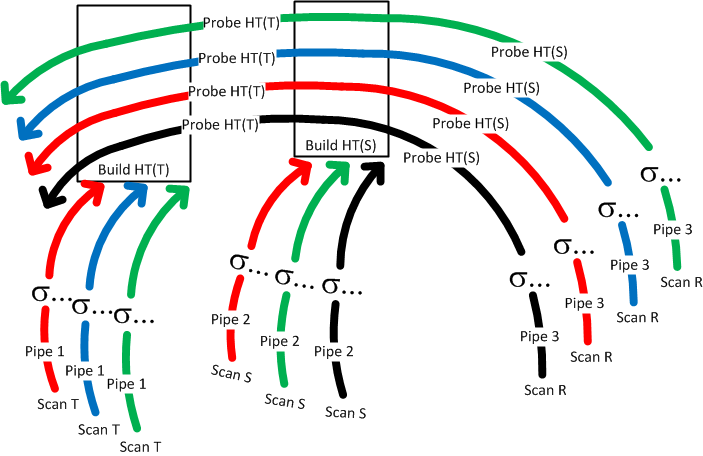 Probe HT(T)
Probe HT(S)
Probe HT(T)
Probe HT(S)
Probe HT(T)
Probe HT(S)
Probe HT(T)
Probe HT(S)
Build HT(T)
Build HT(S)
σ...
σ...
σ...
σ...
σ...
σ...
σ...
σ...
σ...
σ...
Pipe 1
Pipe 1
Pipe 1
Pipe 2
Pipe 2
Pipe 2
Pipe 3
Pipe 3
Pipe 3
Pipe 3
Scan T
Scan T
Scan T
Scan S
Scan S
Scan S
Scan R
Scan R
Scan R
Scan R